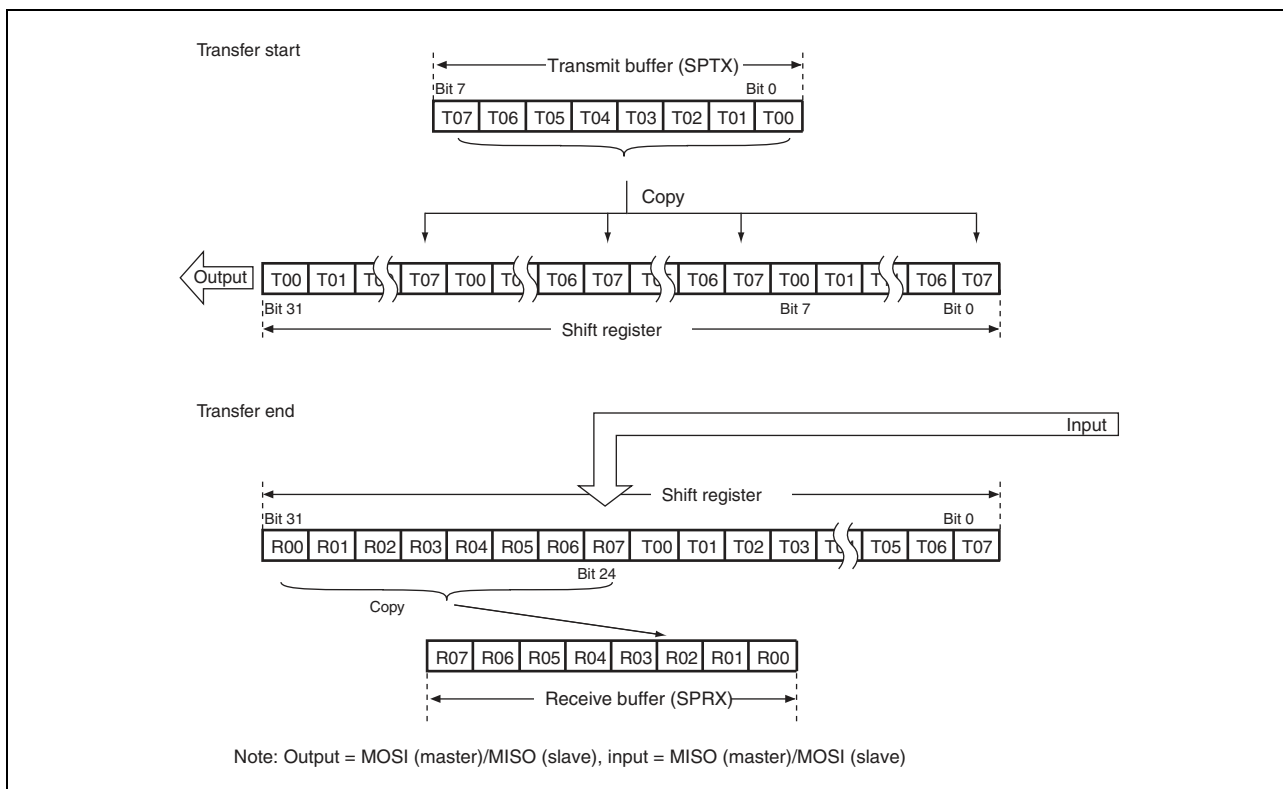 Transfer start
Transmit buffer (SPTX)
Bit 7 Bit 0
T07 T06 T05 T04 T03 T02 T01 T00
Copy
Output T00 T01 T07 T00 T06 T07 T06 T07 T00 T01 T06 T07
Bit 31 Bit 7 Bit 0
Shift register
Transfer end
Input
Shift register
Bit 31 Bit 0
R00 R01 R02 R03 R04 R05 R06 R07 T00 T01 T02 T03 T05 T06 T07
Bit 24
Copy
R07 R06 R05 R04 R03 R02 R01 R00
Receive buffer (SPRX)
Note: Output = MOSI (master)/MISO (slave), input = MISO (master)/MOSI (slave)